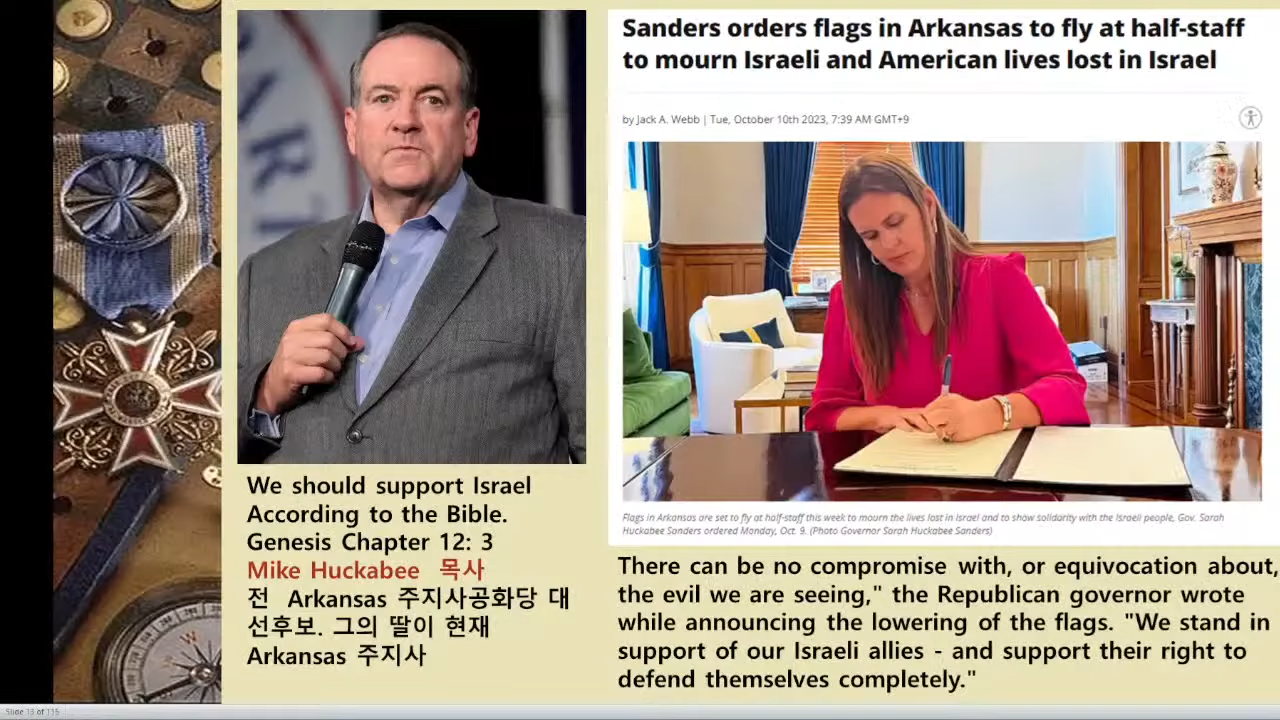 Sanders orders flags in Arkansas to fly at half-staff
to mourn Israeli and American lives lost in Israel
by Jack A. Webb | Tue, October 10th 2023, 7:39 AM GMT+9
ART
Flags in Arkansas are set to fly at half-staff this week to mourn the lives lost in Israel and to show solidarity with the Israeli people, Gov. Sarah
Huckabee Sanders ordered Monday, Oct. 9. (Photo Governor Sarah Huckabee Sanders)
We should support Israel
According to the Bible.
Genesis Chapter 12: 3
Mike Huckabee 목사
전 Arkansas 주지사공화당 대
선후보. 그의 딸이 현재
Arkansas 주지사
There can be no compromise with, or equivocation about,
the evil we are seeing," the Republican governor wrote
while announcing the lowering of the flags. "We stand in
support of our Israeli allies - and support their right to
defend themselves completely."
Slide 13 of 115